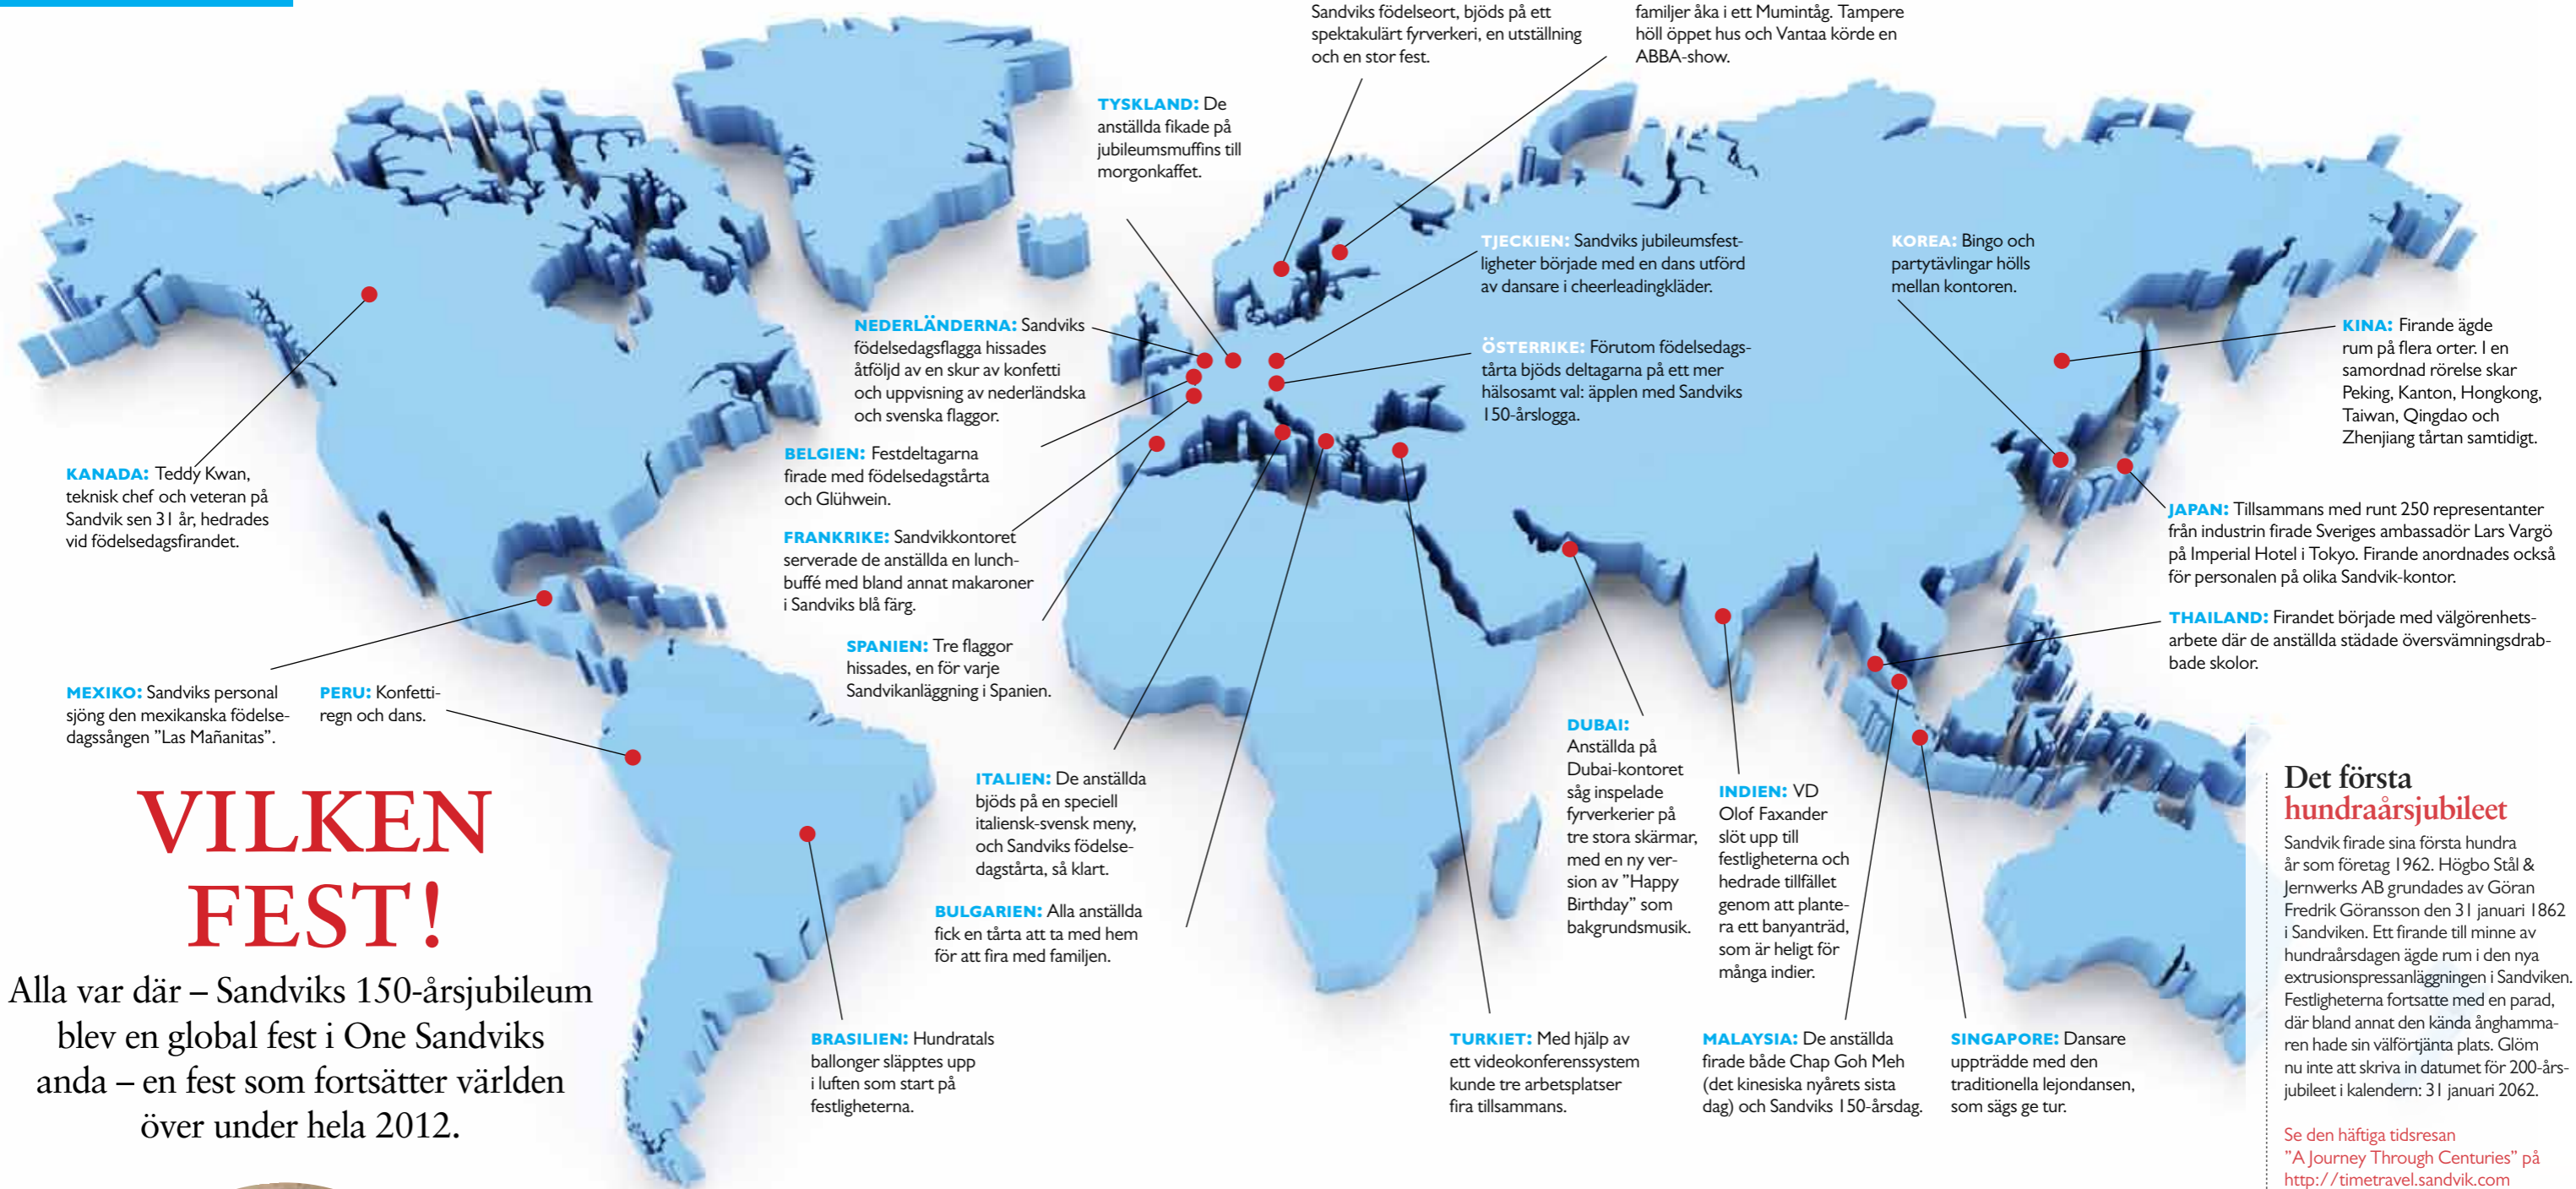 Sandviks födelseort, bjöds på ett
spektakulärt fyrverkeri, en utställning
och en stor fest.
familjer åka i ett Mumintåg. Tampere
höll öppet hus och Vantaa körde en
ABBA-show.
TYSKLAND: De
anställda fikade på
jubileumsmuffins till
morgonkaffet.
TJECKIEN: Sandviks jubileumsfest-
ligheter började med en dans utförd
av dansare i cheerleadingkläder.
KOREA: Bingo och
partytävlingar hölls
mellan kontoren.
NEDERLÄNDERNA: Sandviks
födelsedagsflagga hissades
åtföljd av en skur av konfetti
och uppvisning av nederländska
och svenska flaggor.
ÖSTERRIKE: Förutom födelsedags-
tårta bjöds deltagarna på ett mer
hälsosamt val: äpplen med Sandviks
150-årslogga.
KINA: Firande ägde
rum på flera orter. I en
samordnad rörelse skar
Peking, Kanton, Hongkong,
Taiwan, Qingdao och
Zhenjiang tårtan samtidigt.
KANADA: Teddy Kwan,
teknisk chef och veteran på
Sandvik sen 31 år, hedrades
vid födelsedagsfirandet.
BELGIEN: Festdeltagarna
firade med födelsedagstårta
och Glühwein.
JAPAN: Tillsammans med runt 250 representanter
från industrin firade Sveriges ambassadör Lars Vargö
på Imperial Hotel i Tokyo. Firande anordnades också
för personalen på olika Sandvik-kontor.
FRANKRIKE: Sandvikkontoret
serverade de anställda en lunch-
buffé med bland annat makaroner
i Sandviks blå färg.
THAILAND: Firandet började med välgörenhets-
arbete där de anställda städade översvämningsdrab-
bade skolor.
SPANIEN: Tre flaggor
hissades, en för varje
Sandvikanläggning i Spanien.
MEXIKO: Sandviks personal
sjöng den mexikanska födelse-
dagssången ”Las Mañanitas”.
PERU: Konfetti-
regn och dans.
DUBAI:
Anställda på
Dubai-kontoret
såg inspelade
fyrverkerier på
tre stora skärmar,
med en ny ver-
sion av ”Happy
Birthday” som
bakgrundsmusik.
INDIEN: VD
Olof Faxander
slöt upp till
festligheterna och
hedrade tillfället
genom att plante-
ra ett banyanträd,
som är heligt för
många indier.
ITALIEN: De anställda
bjöds på en speciell
italiensk-svensk meny,
och Sandviks födelse-
dagstårta, så klart.
BULGARIEN: Alla anställda
fick en tårta att ta med hem
för att fira med familjen.
VILKEN
FEST!
Alla var där – Sandviks 150-årsjubileum
blev en global fest i One Sandviks
anda – en fest som fortsätter världen
över under hela 2012.
BRASILIEN: Hundratals
ballonger släpptes upp
i luften som start på
festligheterna.
TURKIET: Med hjälp av
ett videokonferenssystem
kunde tre arbetsplatser
fira tillsammans.
MALAYSIA: De anställda
firade både Chap Goh Meh
(det kinesiska nyårets sista
dag) och Sandviks 150-årsdag.
SINGAPORE: Dansare
uppträdde med den
traditionella lejondansen,
som sägs ge tur.
Det första
hundraårsjubileet
Sandvik firade sina första hundra
år som företag 1962. Högbo Stål &
Jernwerks AB grundades av Göran
Fredrik Göransson den 31 januari 1862
i Sandviken. Ett firande till minne av
hundraårsdagen ägde rum i den nya
extrusionspressanläggningen i Sandviken.
Festligheterna fortsatte med en parad,
där bland annat den kända ånghamma-
ren hade sin välförtjänta plats. Glöm
nu inte att skriva in datumet för 200-års-
jubileet i kalendern: 31 januari 2062.
Se den häftiga tidsresan
”A Journey Through Centuries” på
http://timetravel.sandvik.com